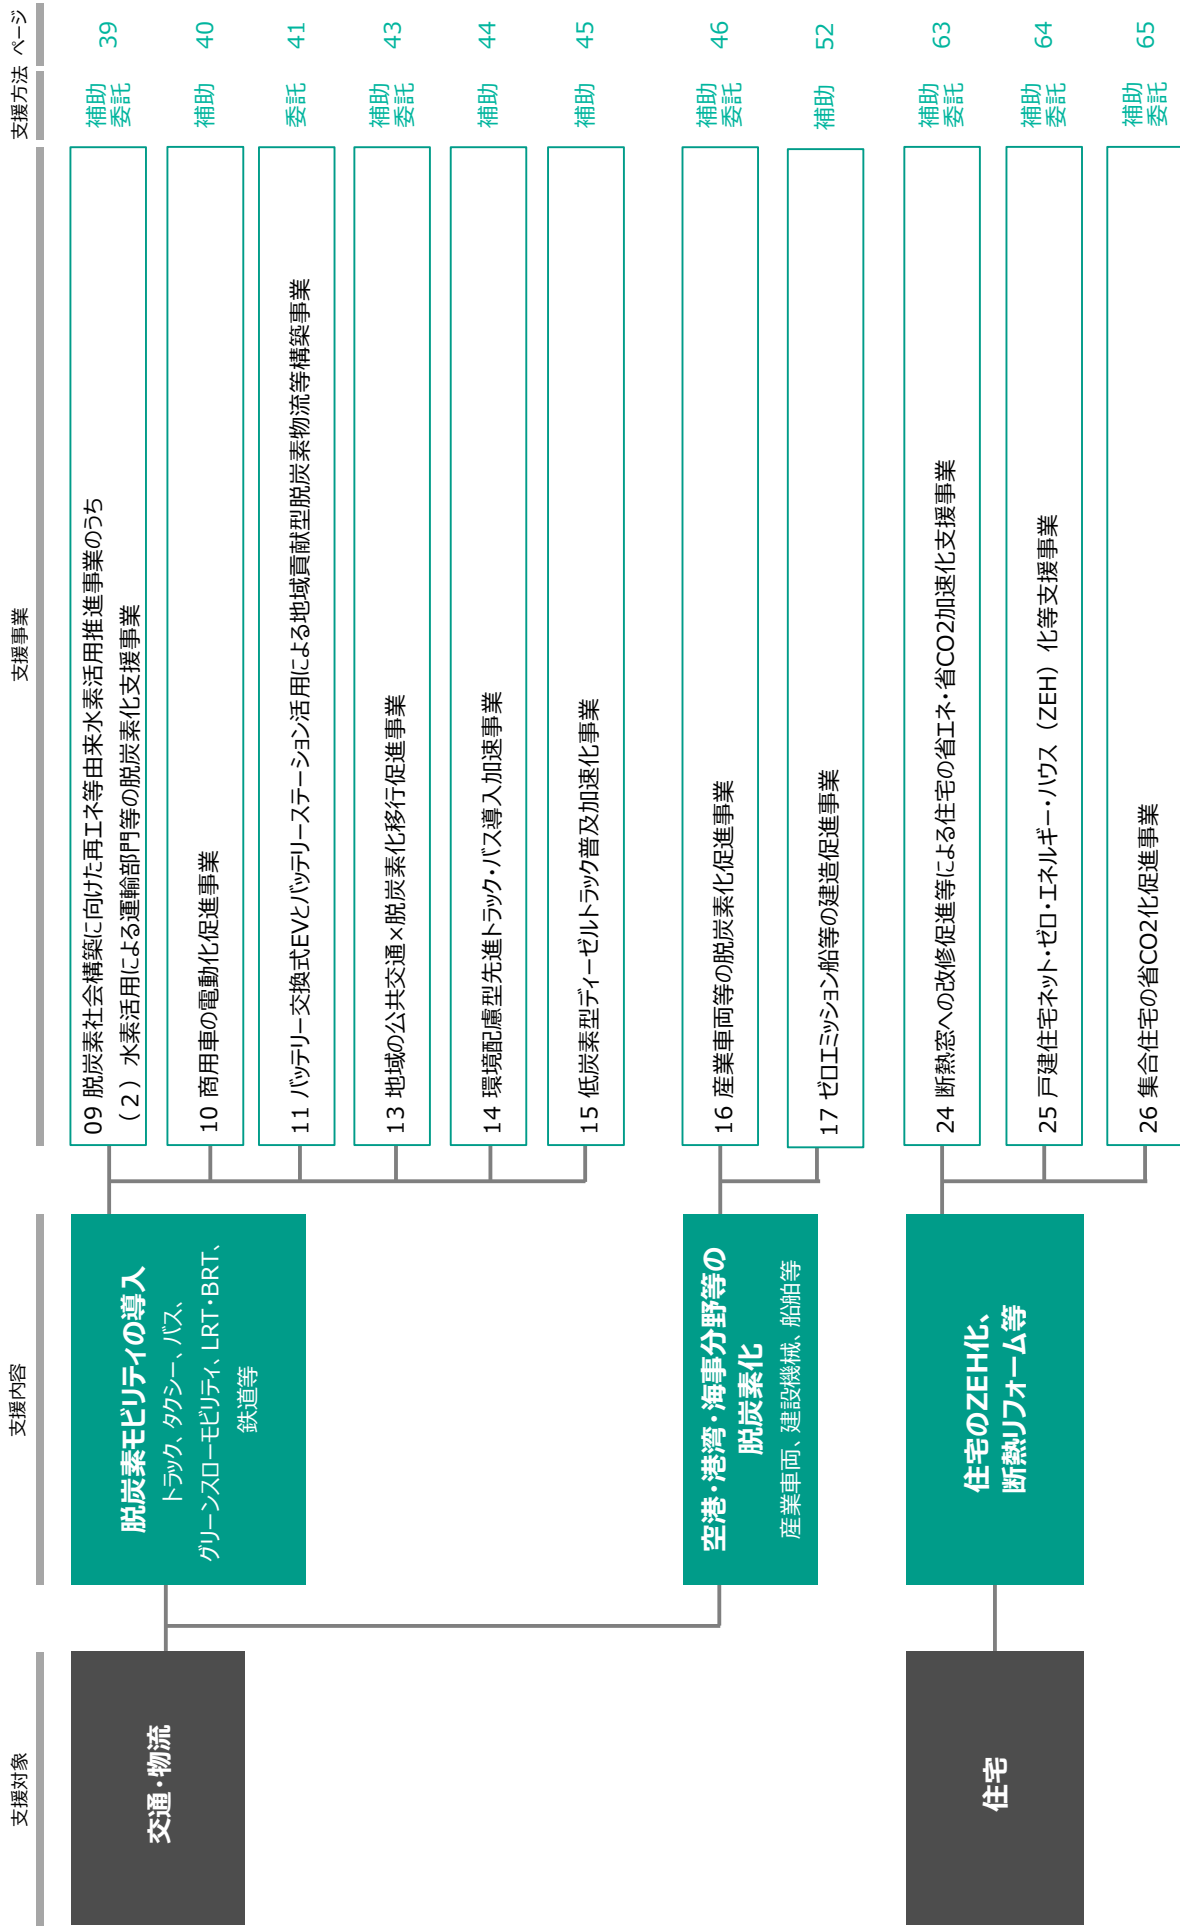 支援対象
支援内容
支援事業
支援方法
ページ
交通・物流
脱炭素モビリティの導入
トラック、タクシー、バス、
グリーンスローモビリティ、LRT・BRT、
鉄道等
09 脱炭素社会構築に向けた再エネ等由来水素活用推進事業のうち
（２）水素活用による運輸部門等の脱炭素化支援事業
補助
委託
39
10 商用車の電動化促進事業
補助
40
11 バッテリー交換式EVとバッテリーステーション活用による地域貢献型脱炭素物流等構築事業
委託
41
13 地域の公共交通×脱炭素化移行促進事業
補助
委託
43
14 環境配慮型先進トラック・バス導入加速事業
補助
44
15 低炭素型ディーゼルトラック普及加速化事業
補助
45
空港・港湾・海事分野等の
脱炭素化
産業車両、建設機械、船舶等
16 産業車両等の脱炭素化促進事業
補助
委託
46
17 ゼロエミッション船等の建造促進事業
補助
52
住宅
住宅のZEH化、
断熱リフォーム等
24 断熱窓への改修促進等による住宅の省エネ・省CO2加速化支援事業
補助
委託
63
25 戸建住宅ネット・ゼロ・エネルギー・ハウス（ZEH）化等支援事業
補助
委託
64
26 集合住宅の省CO2化促進事業
補助
委託
65